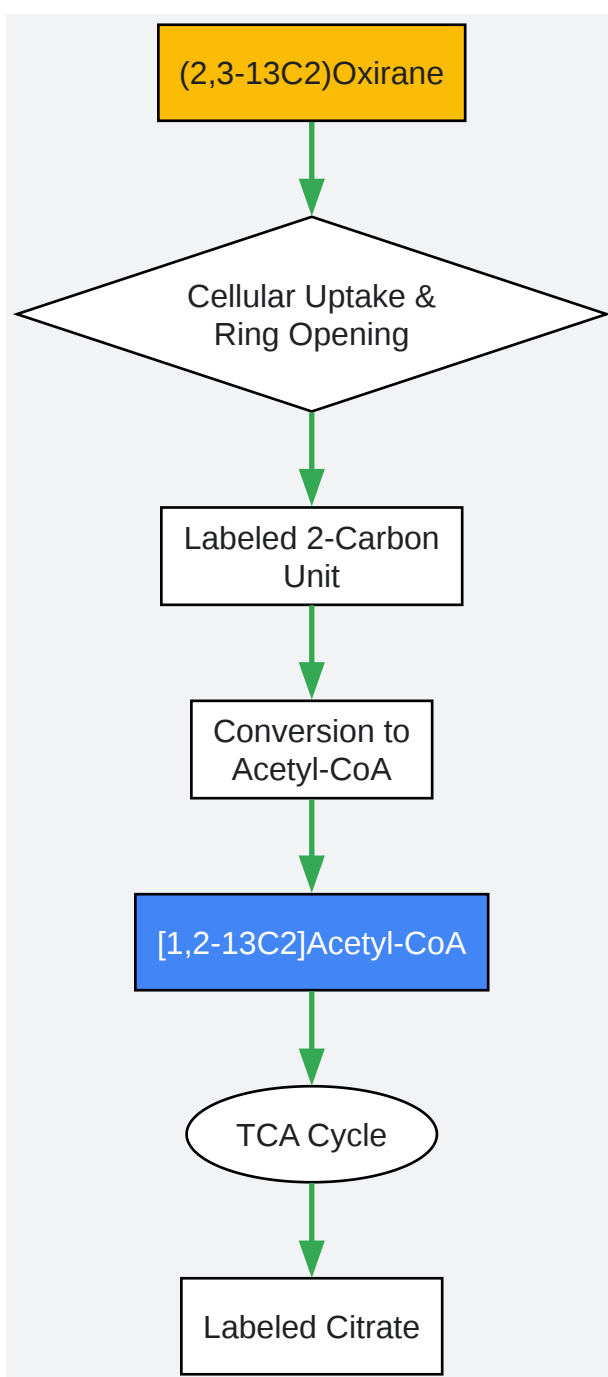 (2,3-13C2)Oxirane
Cellular Uptake &
Ring Opening
Labeled 2-Carbon
Unit
Conversion to
Acetyl-CoA
[1,2-13C2]Acetyl-CoA
TCA Cycle
Labeled Citrate